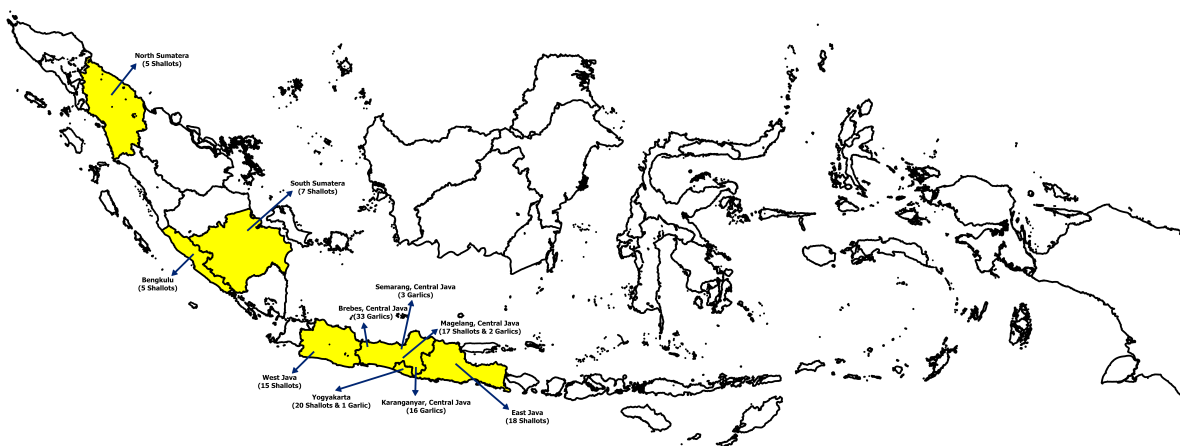 North Sumatera
(5 Shallots)
South Sumatera
(7 Shallots)
Bengkulu
(5 Shallots)
Semarang, Central Java
(3 Garlics)
Brebes, Central Java
(33 Garlics)
Magelang, Central Java
(17 Shallots & 2 Garlics)
West Java
(15 Shallots)
Yogyakarta
(20 Shallots & 1 Garlic)
Karanganyar, Central Java
(16 Garlics)
East Java
(18 Shallots)